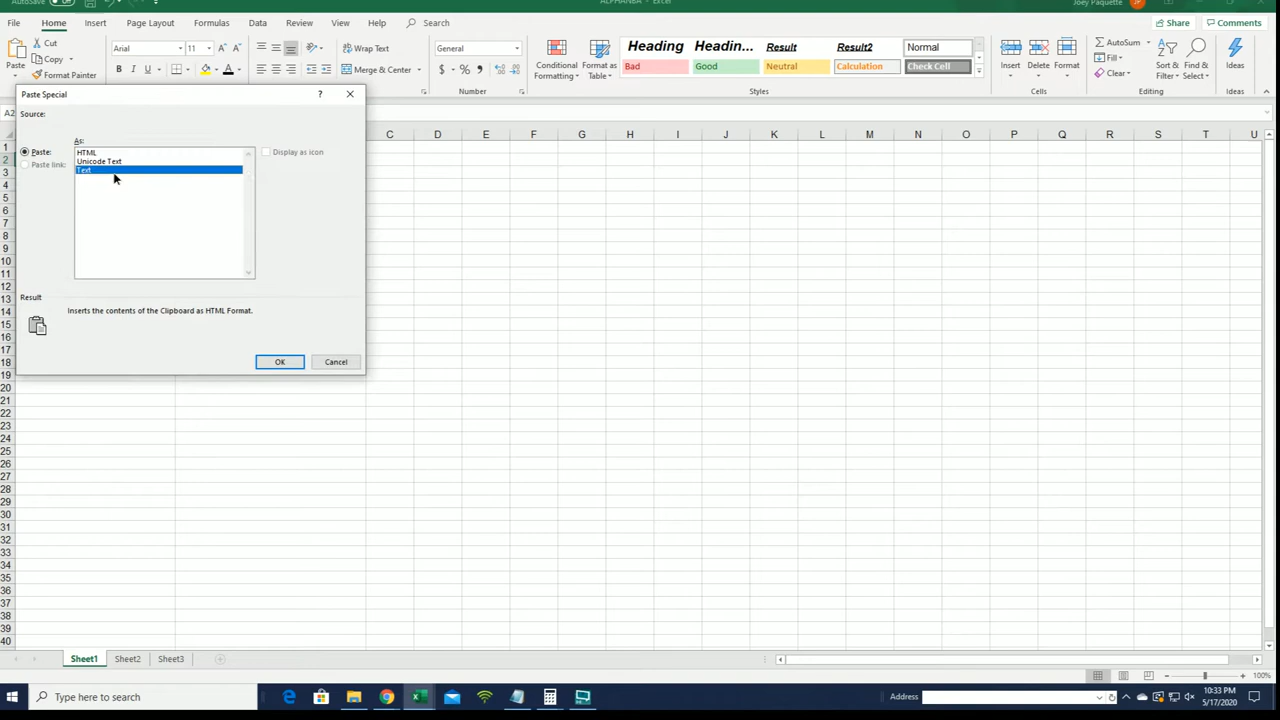 AutoSave Off
Excel
Joey Paquette
JP
File Home Insert Page Layout Formulas Data Review View Help Search
Share Comments
Paste
Cut
Copy
Format Painter
Arial 11
B I U
Wrap Text
Merge & Center
General
$ % ,
Number
Conditional Formatting
Format as Table
Heading Headin... Result Result2 Normal
Bad Good Neutral Calculation Check Cell
Styles
Insert Delete Format
Cells
AutoSum
Fill
Clear
Sort & Filter
Find & Select
Editing
Ideas
Ideas
A2
Paste Special
?
Source:
As:
Paste:
Paste link:
HTML
Unicode Text
Text
Display as icon
Result
Inserts the contents of the Clipboard as HTML Format.
OK Cancel
C D E F G H I J K L M N O P Q R S T U
1
2
3
4
5
6
7
8
9
10
11
12
13
14
15
16
17
18
19
20
21
22
23
24
25
26
27
28
29
30
31
32
33
34
35
36
37
38
39
40
Sheet1 Sheet2 Sheet3
100%
Type here to search
Address
10:33 PM
5/17/2020